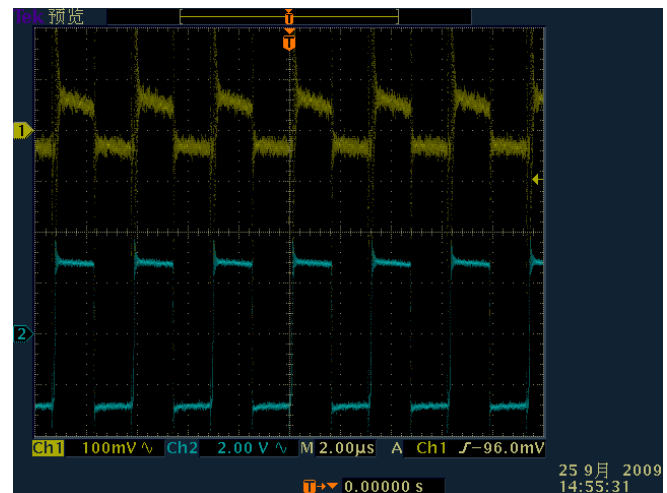 预览
T
T
1
2
Ch1 100mV ∿ Ch2 2.00 V ∿ M 2.00µs A Ch1 ƒ -96.0mV
T→▼ 0.00000 s
25 9月 2009
14:55:31